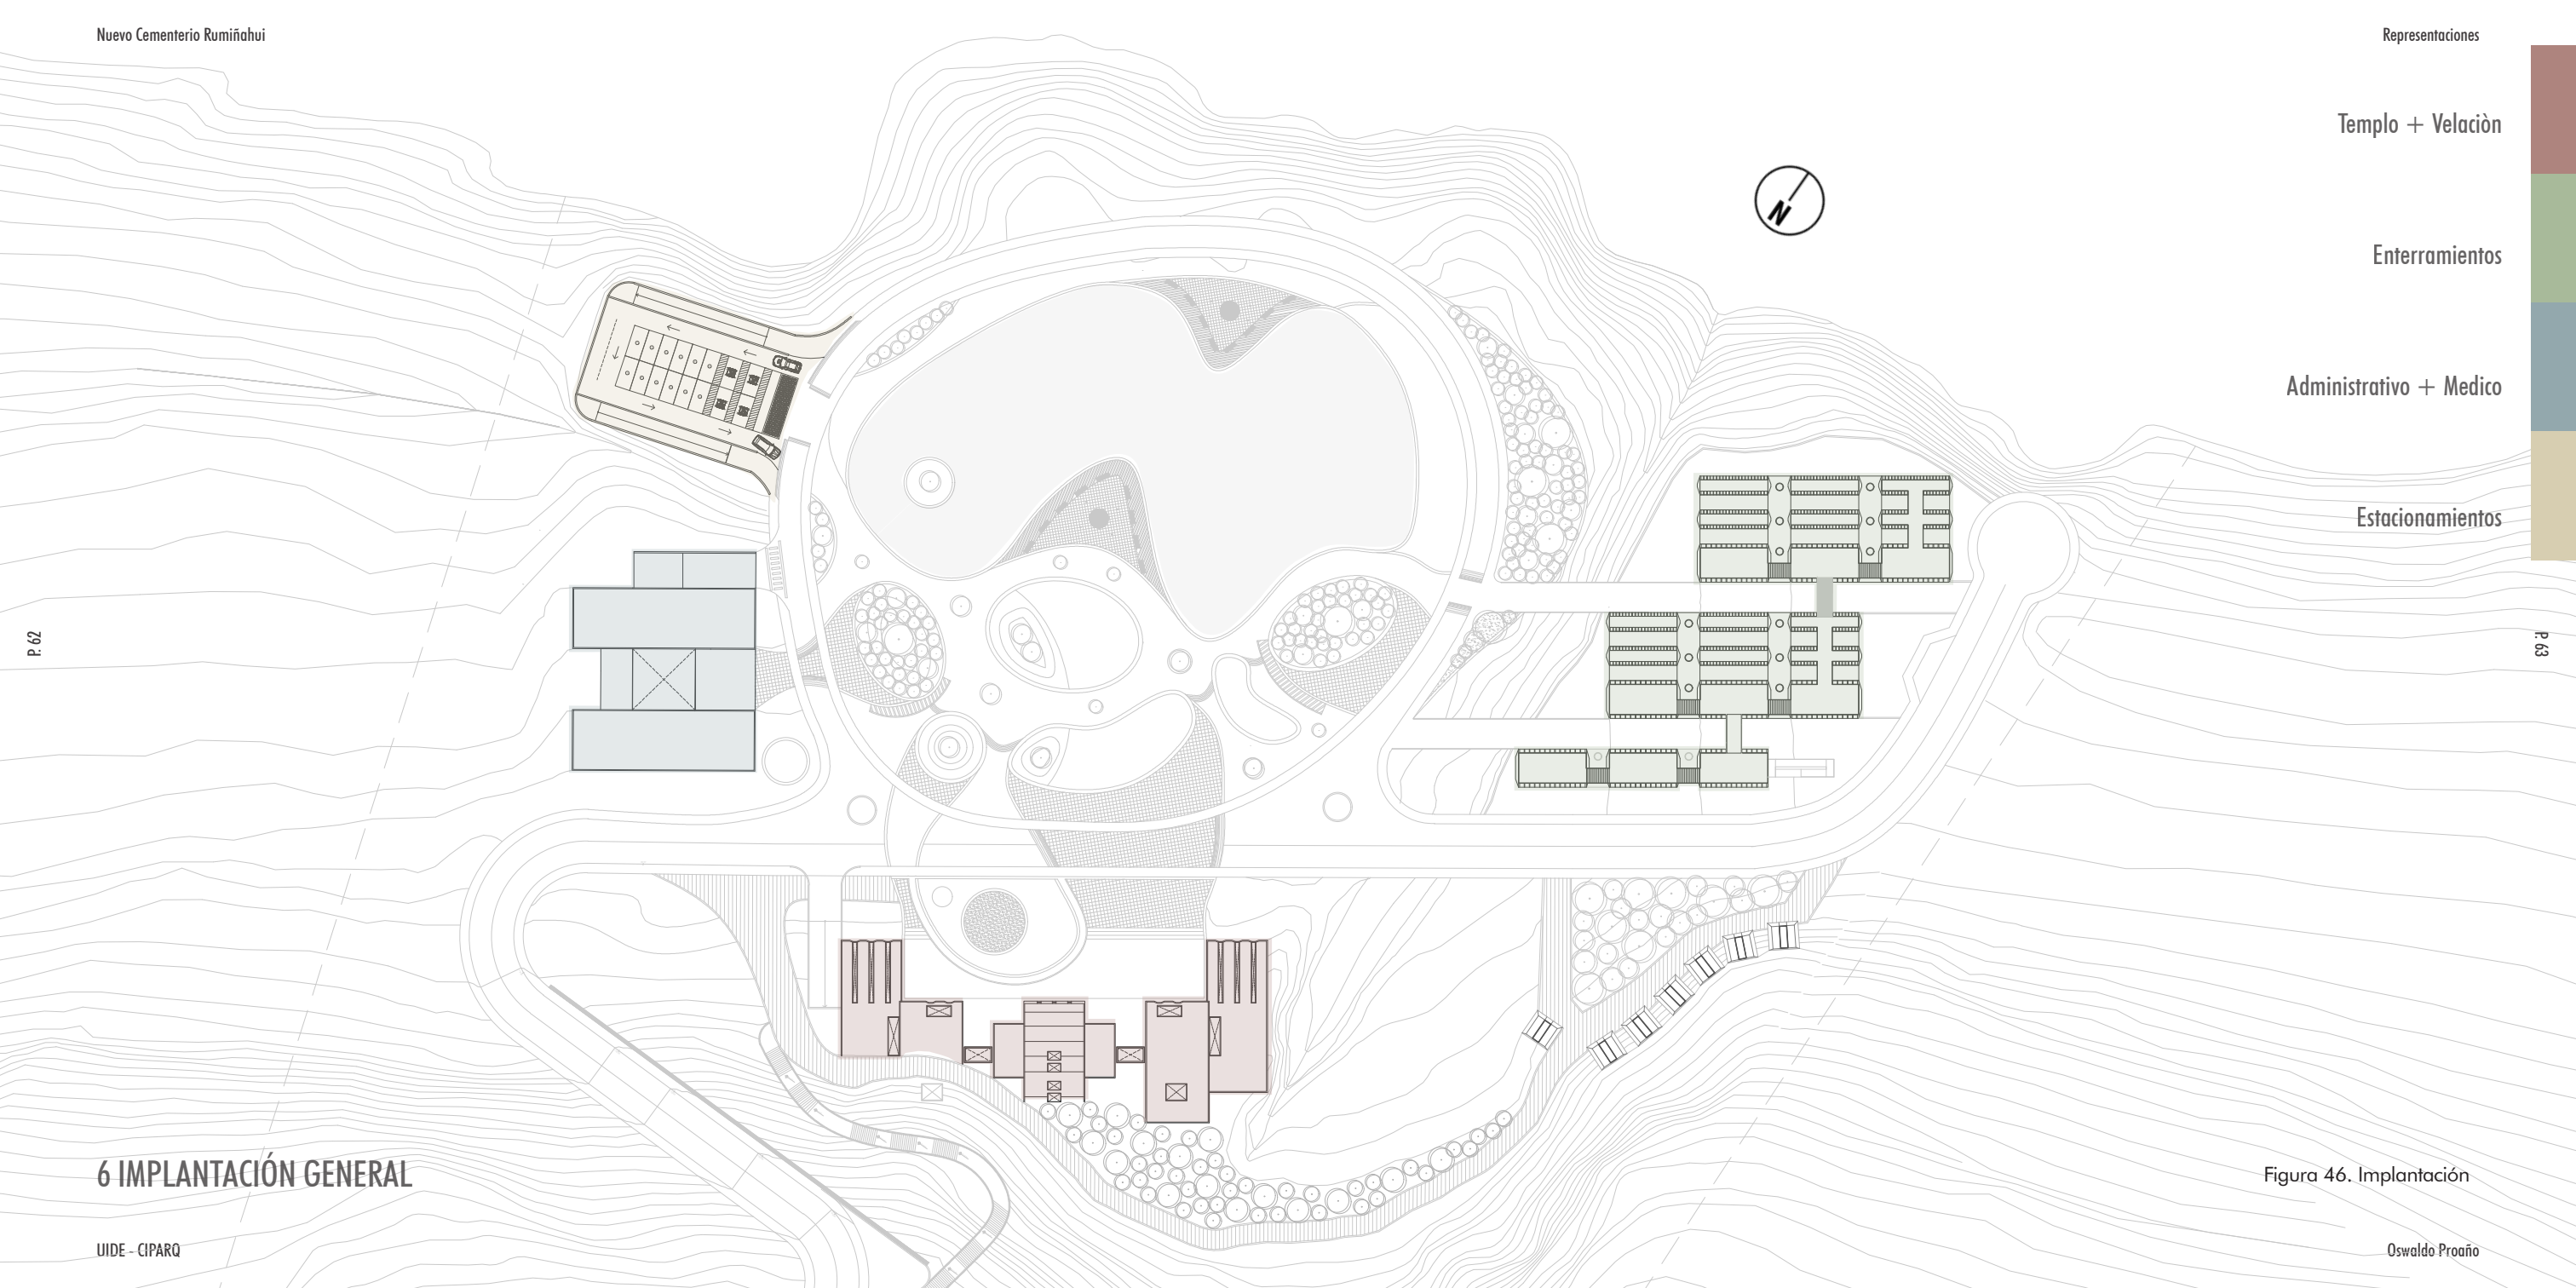 Nuevo Cementerio Rumiñahui
Representaciones
Templo + Velaciòn
N
Enterramientos
Administrativo + Medico
Estacionamientos
P. 62
P. 63
6 IMPLANTACIÓN GENERAL
Figura 46. Implantación
UIDE - CIPARQ
Oswaldo Proaño